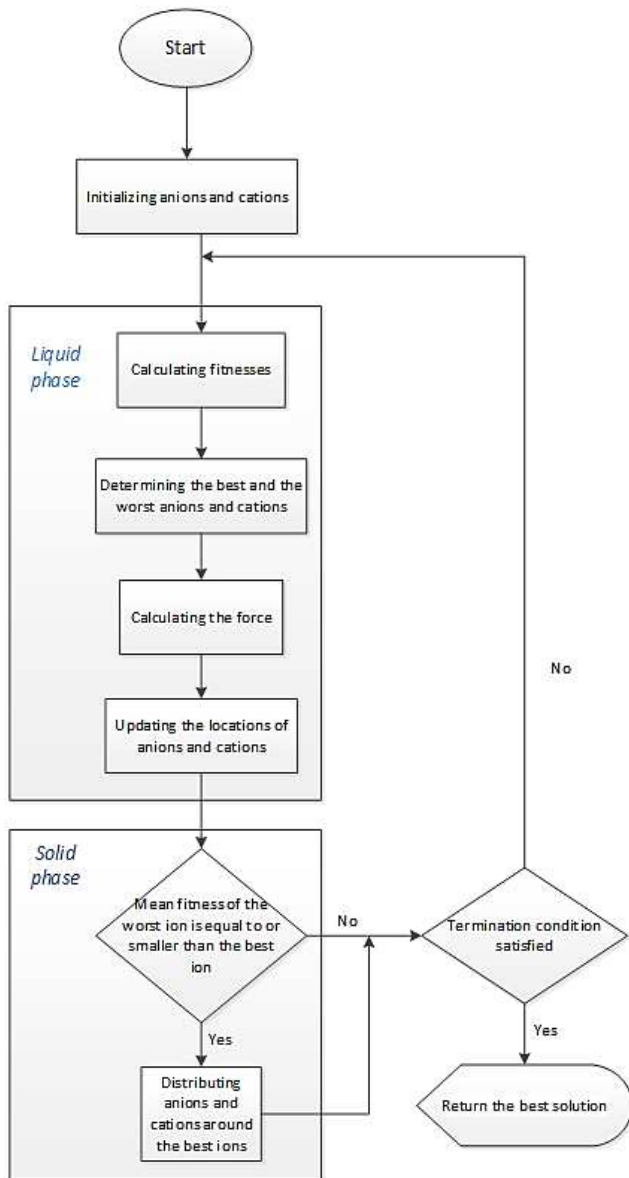 Start
Initializing anions and cations
Liquid
phase
Calculating fitnesses
Determining the best and the
worst anions and cations
Calculating the force
No
Updating the locations of
anions and cations
Solid
phase
Mean fitness of the
worst ion is equal to or
smaller than the best
ion
No
Termination condition
satisfied
Yes
Yes
Distributing
anions and
cations around
the best ions
Return the best solution